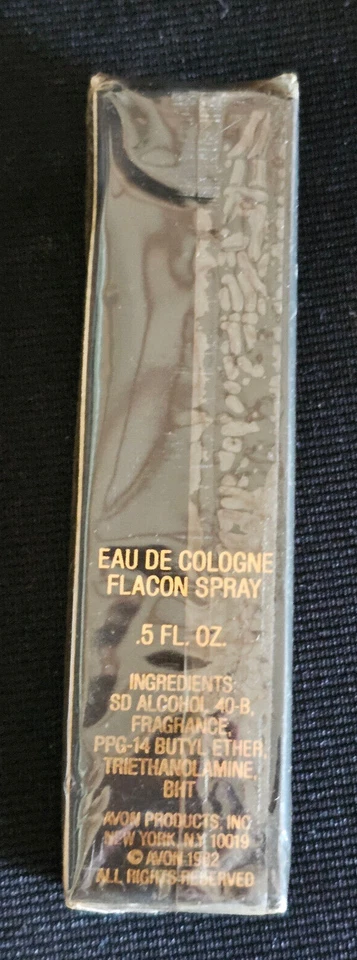 EAU DE COLOGNE
FLACON SPRAY
.5 FL. OZ.
INGREDIENTS:
SD ALCOHOL 40-B,
FRAGRANCE,
PPG-14 BUTYL ETHER,
TRIETHANOLAMINE,
BHT
AVON PRODUCTS, INC
NEW YORK, N.Y. 10019
© AVON 1982
ALL RIGHTS RESERVED